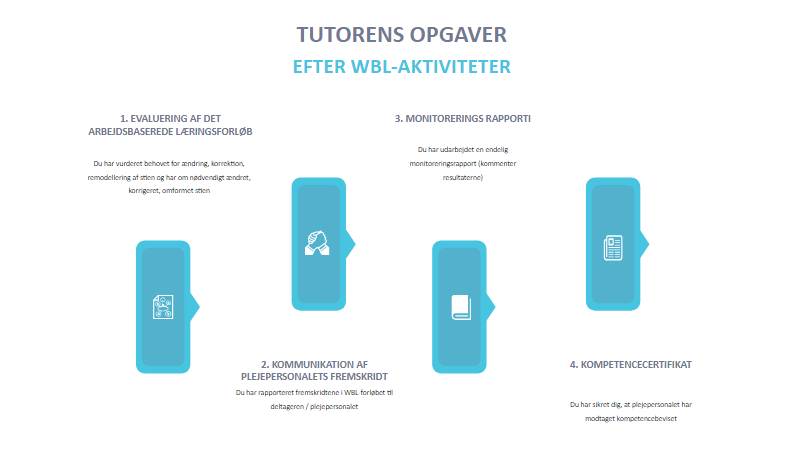 TUTORENS OPGAVER
EFTER WBL-AKTIVITETER
1. EVALUERING AF DET
ARBEJDSBASEREDE LÆRINGSFORLØB
Du har vurderet behovet for ændring, korrektion,
remodellering af stien og har om nødvendigt ændret,
korrigeret, omformet stien
2. KOMMUNIKATION AF
PLEJEPERSONALETS FREMSKRIDT
Du har rapporteret fremskridtene i WBL forløbet til
deltageren / plejepersonalet
3. MONITORERINGS RAPPORTI
Du har udarbejdet en endelig
monitoreringsrapport (kommenter
resultaterne)
4. KOMPETENCECERTIFIKAT
Du har sikret dig, at plejepersonalet har
modtaget kompetencebeviset